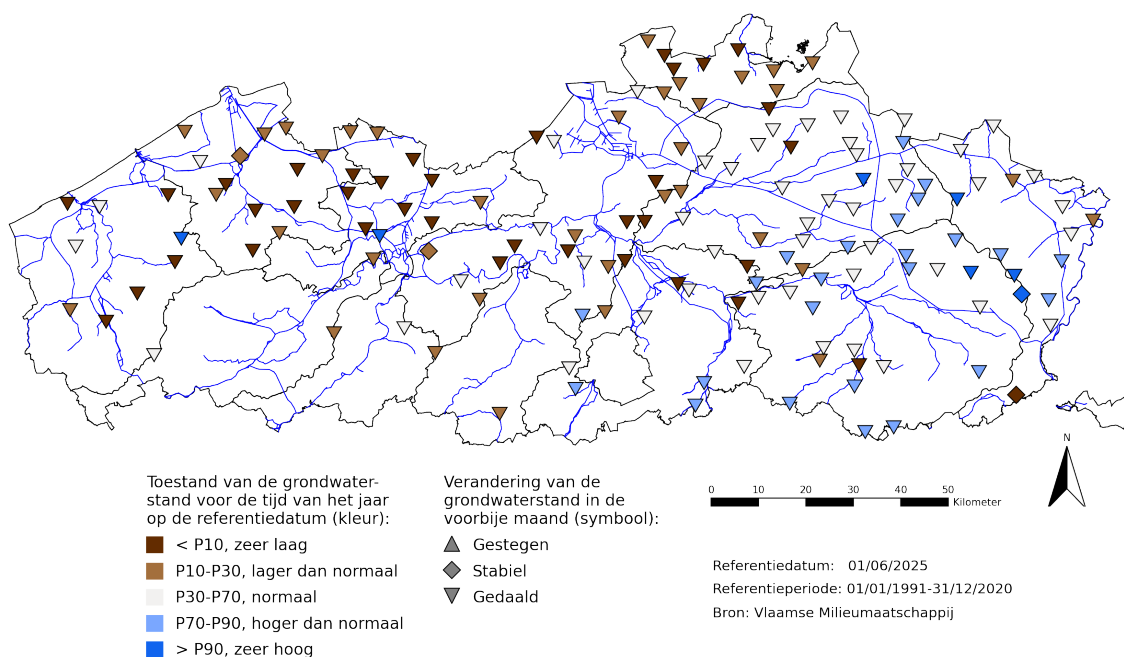 Toestand van de grondwater-
stand voor de tijd van het jaar
op de referentiedatum (kleur):
< P10, zeer laag
P10-P30, lager dan normaal
P30-P70, normaal
P70-P90, hoger dan normaal
> P90, zeer hoog
Verandering van de
grondwaterstand in de
voorbije maand (symbool):
Gestegen
Stabiel
Gedaald
N
0 10 20 30 40 50
Kilometer
Referentiedatum: 01/06/2025
Referentieperiode: 01/01/1991-31/12/2020
Bron: Vlaamse Milieumaatschappij